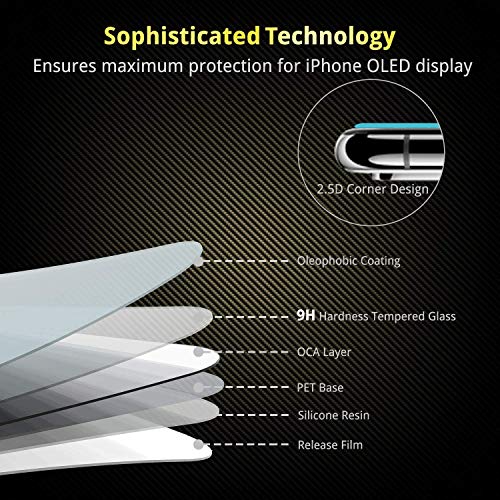 Sophisticated Technology
Ensures maximum protection for iPhone OLED display
2.5D Corner Design
Oleophobic Coating
9H Hardness Tempered Glass
OCA Layer
PET Base
Silicone Resin
Release Film